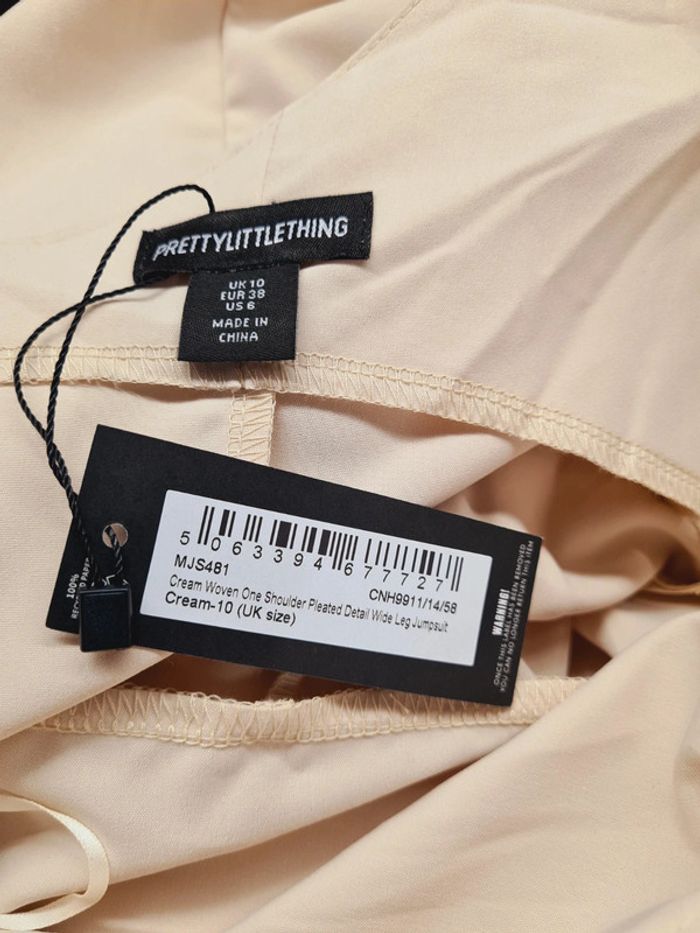 PRETTYLITTLETHING
UK 10
EUR 38
US 6
MADE IN
CHINA
5 063394 677727
MJS481
CNH9911/14/58
Cream Woven One Shoulder Pleated Detail Wide Leg Jumpsuit
Cream-10 (UK size)
WARNING!
ONCE THIS LABEL HAS BEEN REMOVED
YOU CAN NO LONGER RETURN THIS ITEM
100%